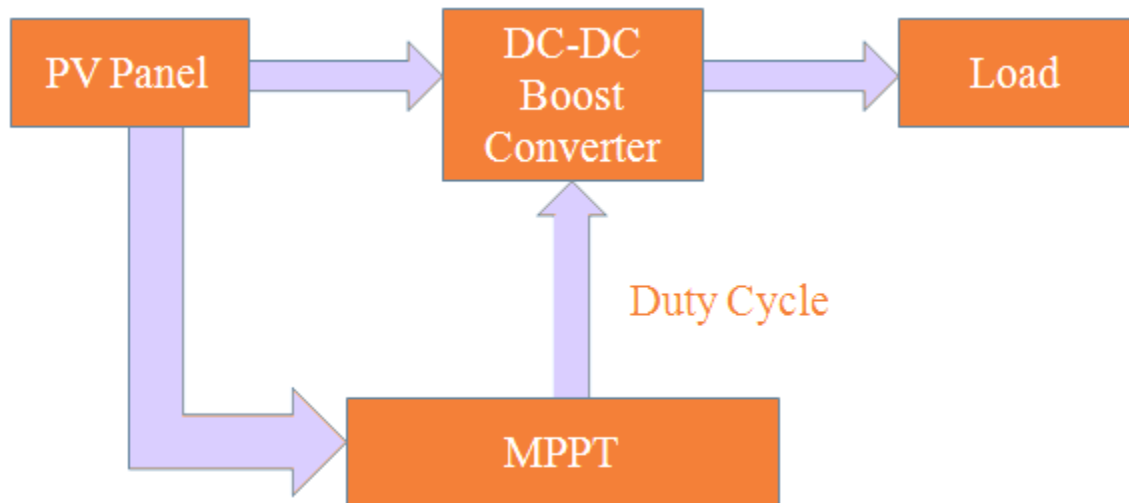 PV Panel
DC-DC
Boost
Converter
Load
Duty Cycle
MPPT